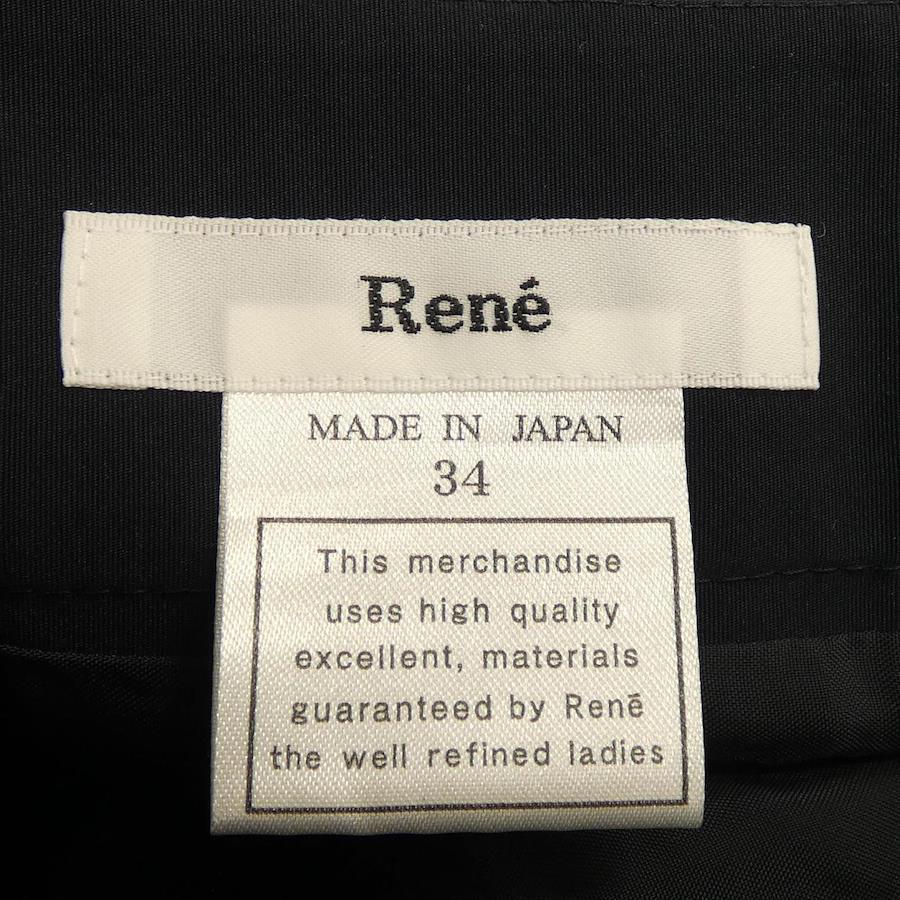 René
MADE IN JAPAN
34
This merchandise
uses high quality
excellent, materials
guaranteed by René
the well refined ladies